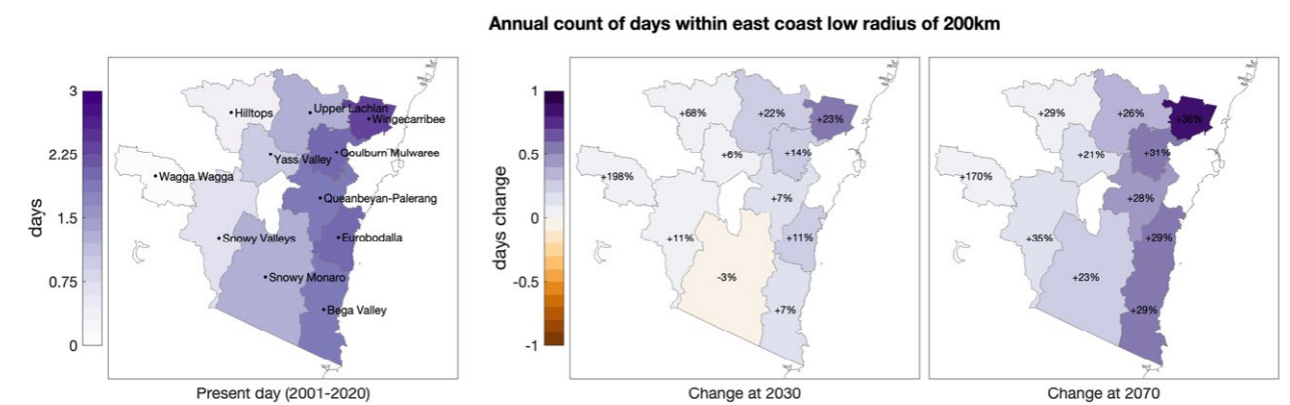 Annual count of days within east coast low radius of 200km
days
3
2.25
1.5
0.75
0
Hilltops
Upper Lachlan
Wingecarribee
Yass Valley
Goulburn Mulwaree
Wagga Wagga
Queanbeyan-Palerang
Snowy Valleys
Eurobodalla
Snowy Monaro
Bega Valley
Present day (2001-2020)
days change
1
0.5
0
-0.5
-1
+68%
+22%
+23%
+6%
+14%
+198%
+7%
+11%
+11%
-3%
+7%
Change at 2030
+29%
+26%
+36%
+21%
+31%
+170%
+28%
+35%
+29%
+23%
+29%
Change at 2070